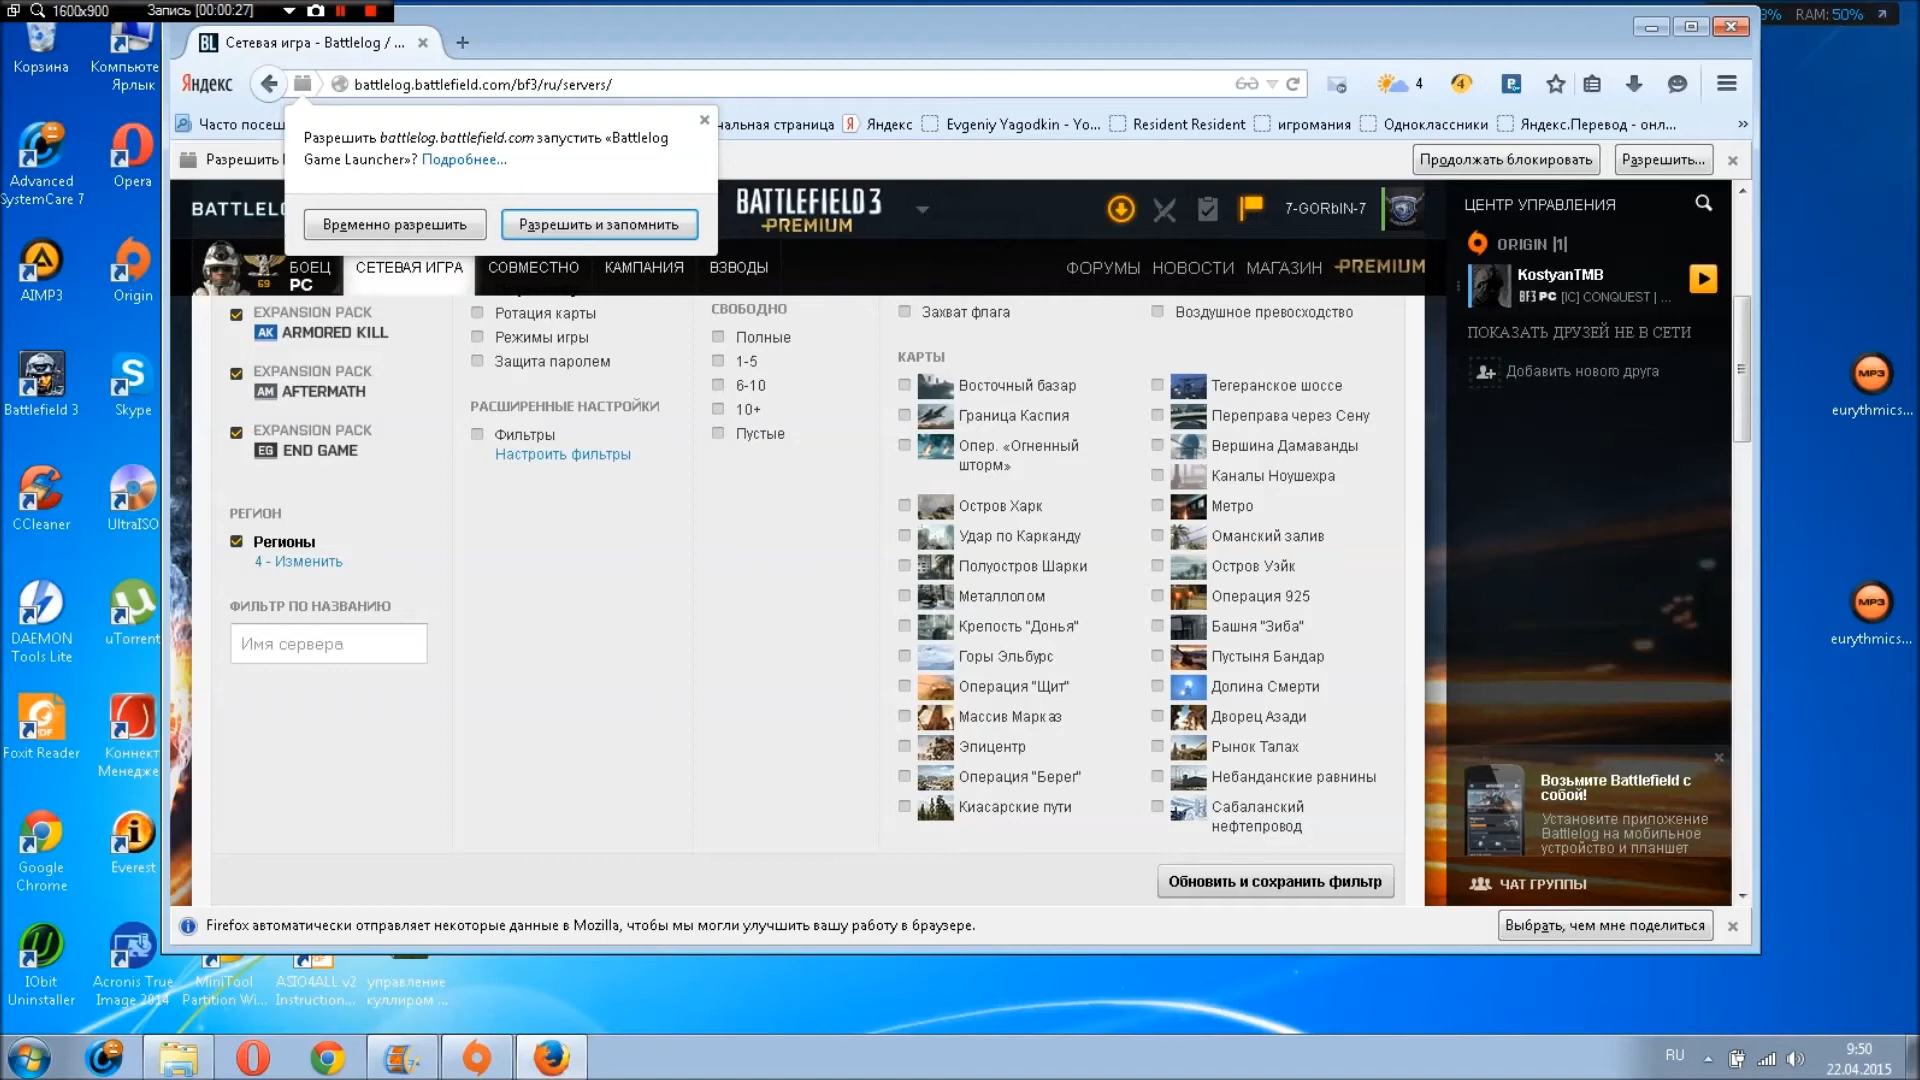 1600x900
Запись [00:00:27]
RAM: 50%
Корзина
Компьюте
Ярлык
Advanced
SystemCare 7
Opera
AIMP3
Origin
Battlefield 3
Skype
CCleaner
UltraISO
DAEMON
Tools Lite
uTorrent
Foxit Reader
Коннект
Менедже
Google
Chrome
Everest
IObit
Uninstaller
Acronis True
Image 2014
MiniTool
Partition Wi...
ASIO4ALL v2
Instruction...
управление
куллиром ...
eurythmics...
eurythmics...
BL Сетевая игра - Battlelog / ...
Яндекс
battlelog.battlefield.com/bf3/ru/servers/
4
4
Часто посещ
чальная страница
Я Яндекс
Evgeniy Yagodkin - Yo...
Resident Resident
игромания
Одноклассники
Яндекс.Перевод - онл...
»
Разрешить
Продолжать блокировать
Разрешить...
Разрешить battlelog.battlefield.com запустить «Battlelog
Game Launcher»? Подробнее...
Временно разрешить
Разрешить и запомнить
BATTLELO
BATTLEFIELD 3
PREMIUM
7-GORbIN-7
69
БОЕЦ
PC
СЕТЕВАЯ ИГРА
СОВМЕСТНО
КАМПАНИЯ
ВЗВОДЫ
ФОРУМЫ
НОВОСТИ
МАГАЗИН
PREMIUM
EXPANSION PACK
AK ARMORED KILL
EXPANSION PACK
AM AFTERMATH
EXPANSION PACK
EG END GAME
РЕГИОН
Регионы
4 - Изменить
ФИЛЬТР ПО НАЗВАНИЮ
Имя сервера
Ротация карты
Режимы игры
Защита паролем
РАСШИРЕННЫЕ НАСТРОЙКИ
Фильтры
Настроить фильтры
СВОБОДНО
Полные
1-5
6-10
10+
Пустые
Захват флага
Воздушное превосходство
КАРТЫ
Восточный базар
Граница Каспия
Опер. «Огненный
шторм»
Остров Харк
Удар по Карканду
Полуостров Шарки
Металлолом
Крепость "Донья"
Горы Эльбурс
Операция "Щит"
Массив Марказ
Эпицентр
Операция "Берег"
Киасарские пути
Тегеранское шоссе
Переправа через Сену
Вершина Дамаванды
Каналы Ноушехра
Метро
Оманский залив
Остров Уэйк
Операция 925
Башня "Зиба"
Пустыня Бандар
Долина Смерти
Дворец Азади
Рынок Талах
Небанданские равнины
Сабаланский
нефтепровод
Обновить и сохранить фильтр
ЦЕНТР УПРАВЛЕНИЯ
ORIGIN |1|
KostyanTMB
BF3 PC [IC] CONQUEST | ...
ПОКАЗАТЬ ДРУЗЕЙ НЕ В СЕТИ
Добавить нового друга
Возьмите Battlefield с
собой!
Установите приложение
Battlelog на мобильное
устройство и планшет
ЧАТ ГРУППЫ
Firefox автоматически отправляет некоторые данные в Mozilla, чтобы мы могли улучшить вашу работу в браузере.
Выбрать, чем мне поделиться
RU
9:50
22.04.2015